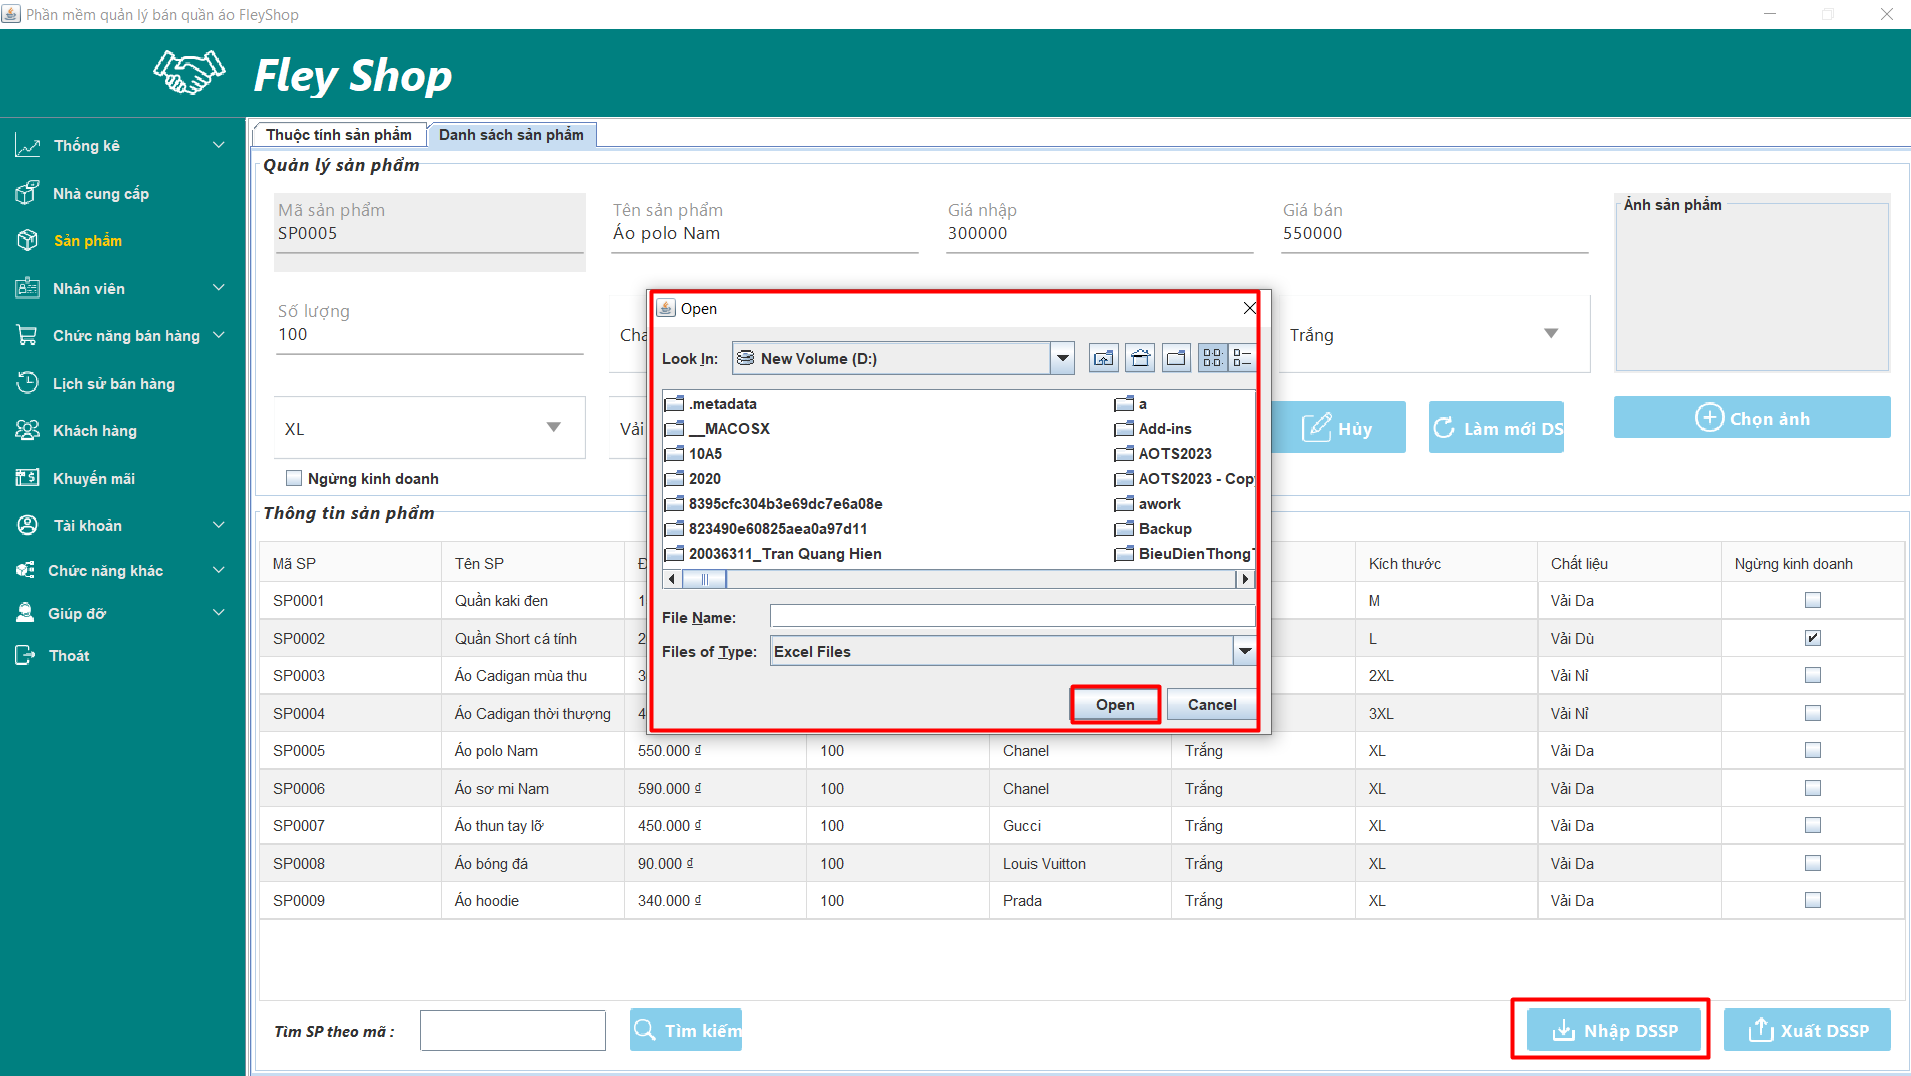 Phần mềm quản lý bán quần áo FleyShop
Fley Shop
Thống kê
Nhà cung cấp
Sản phẩm
Nhân viên
Chức năng bán hàng
Lịch sử bán hàng
Khách hàng
Khuyến mãi
Tài khoản
Chức năng khác
Giúp đỡ
Thoát
Thuộc tính sản phẩm Danh sách sản phẩm
Quản lý sản phẩm
Mã sản phẩm Tên sản phẩm Giá nhập Giá bán Ảnh sản phẩm
SP0005 Áo polo Nam 300000 550000
Số lượng
100 Cha Trắng
XL Vải Hủy Làm mới DS Chọn ảnh
Ngừng kinh doanh
Open
Look In: New Volume (D:)
.metadata a
__MACOSX Add-ins
10A5 AOTS2023
2020 AOTS2023 - Copy
8395cfc304b3e69dc7e6a08e awork
823490e60825aea0a97d11 Backup
20036311_Tran Quang Hien BieuDienThongT
File Name:
Files of Type: Excel Files
Open Cancel
Thông tin sản phẩm
Mã SP Tên SP Kích thước Chất liệu Ngừng kinh doanh
SP0001 Quần kaki đen 1 M Vải Da
SP0002 Quần Short cá tính 2 L Vải Dù
SP0003 Áo Cadigan mùa thu 3 2XL Vải Nỉ
SP0004 Áo Cadigan thời thượng 4 3XL Vải Nỉ
SP0005 Áo polo Nam 550.000 ₫ 100 Chanel Trắng XL Vải Da
SP0006 Áo sơ mi Nam 590.000 ₫ 100 Chanel Trắng XL Vải Da
SP0007 Áo thun tay lỡ 450.000 ₫ 100 Gucci Trắng XL Vải Da
SP0008 Áo bóng đá 90.000 ₫ 100 Louis Vuitton Trắng XL Vải Da
SP0009 Áo hoodie 340.000 ₫ 100 Prada Trắng XL Vải Da
Tìm SP theo mã : Tìm kiếm Nhập DSSP Xuất DSSP